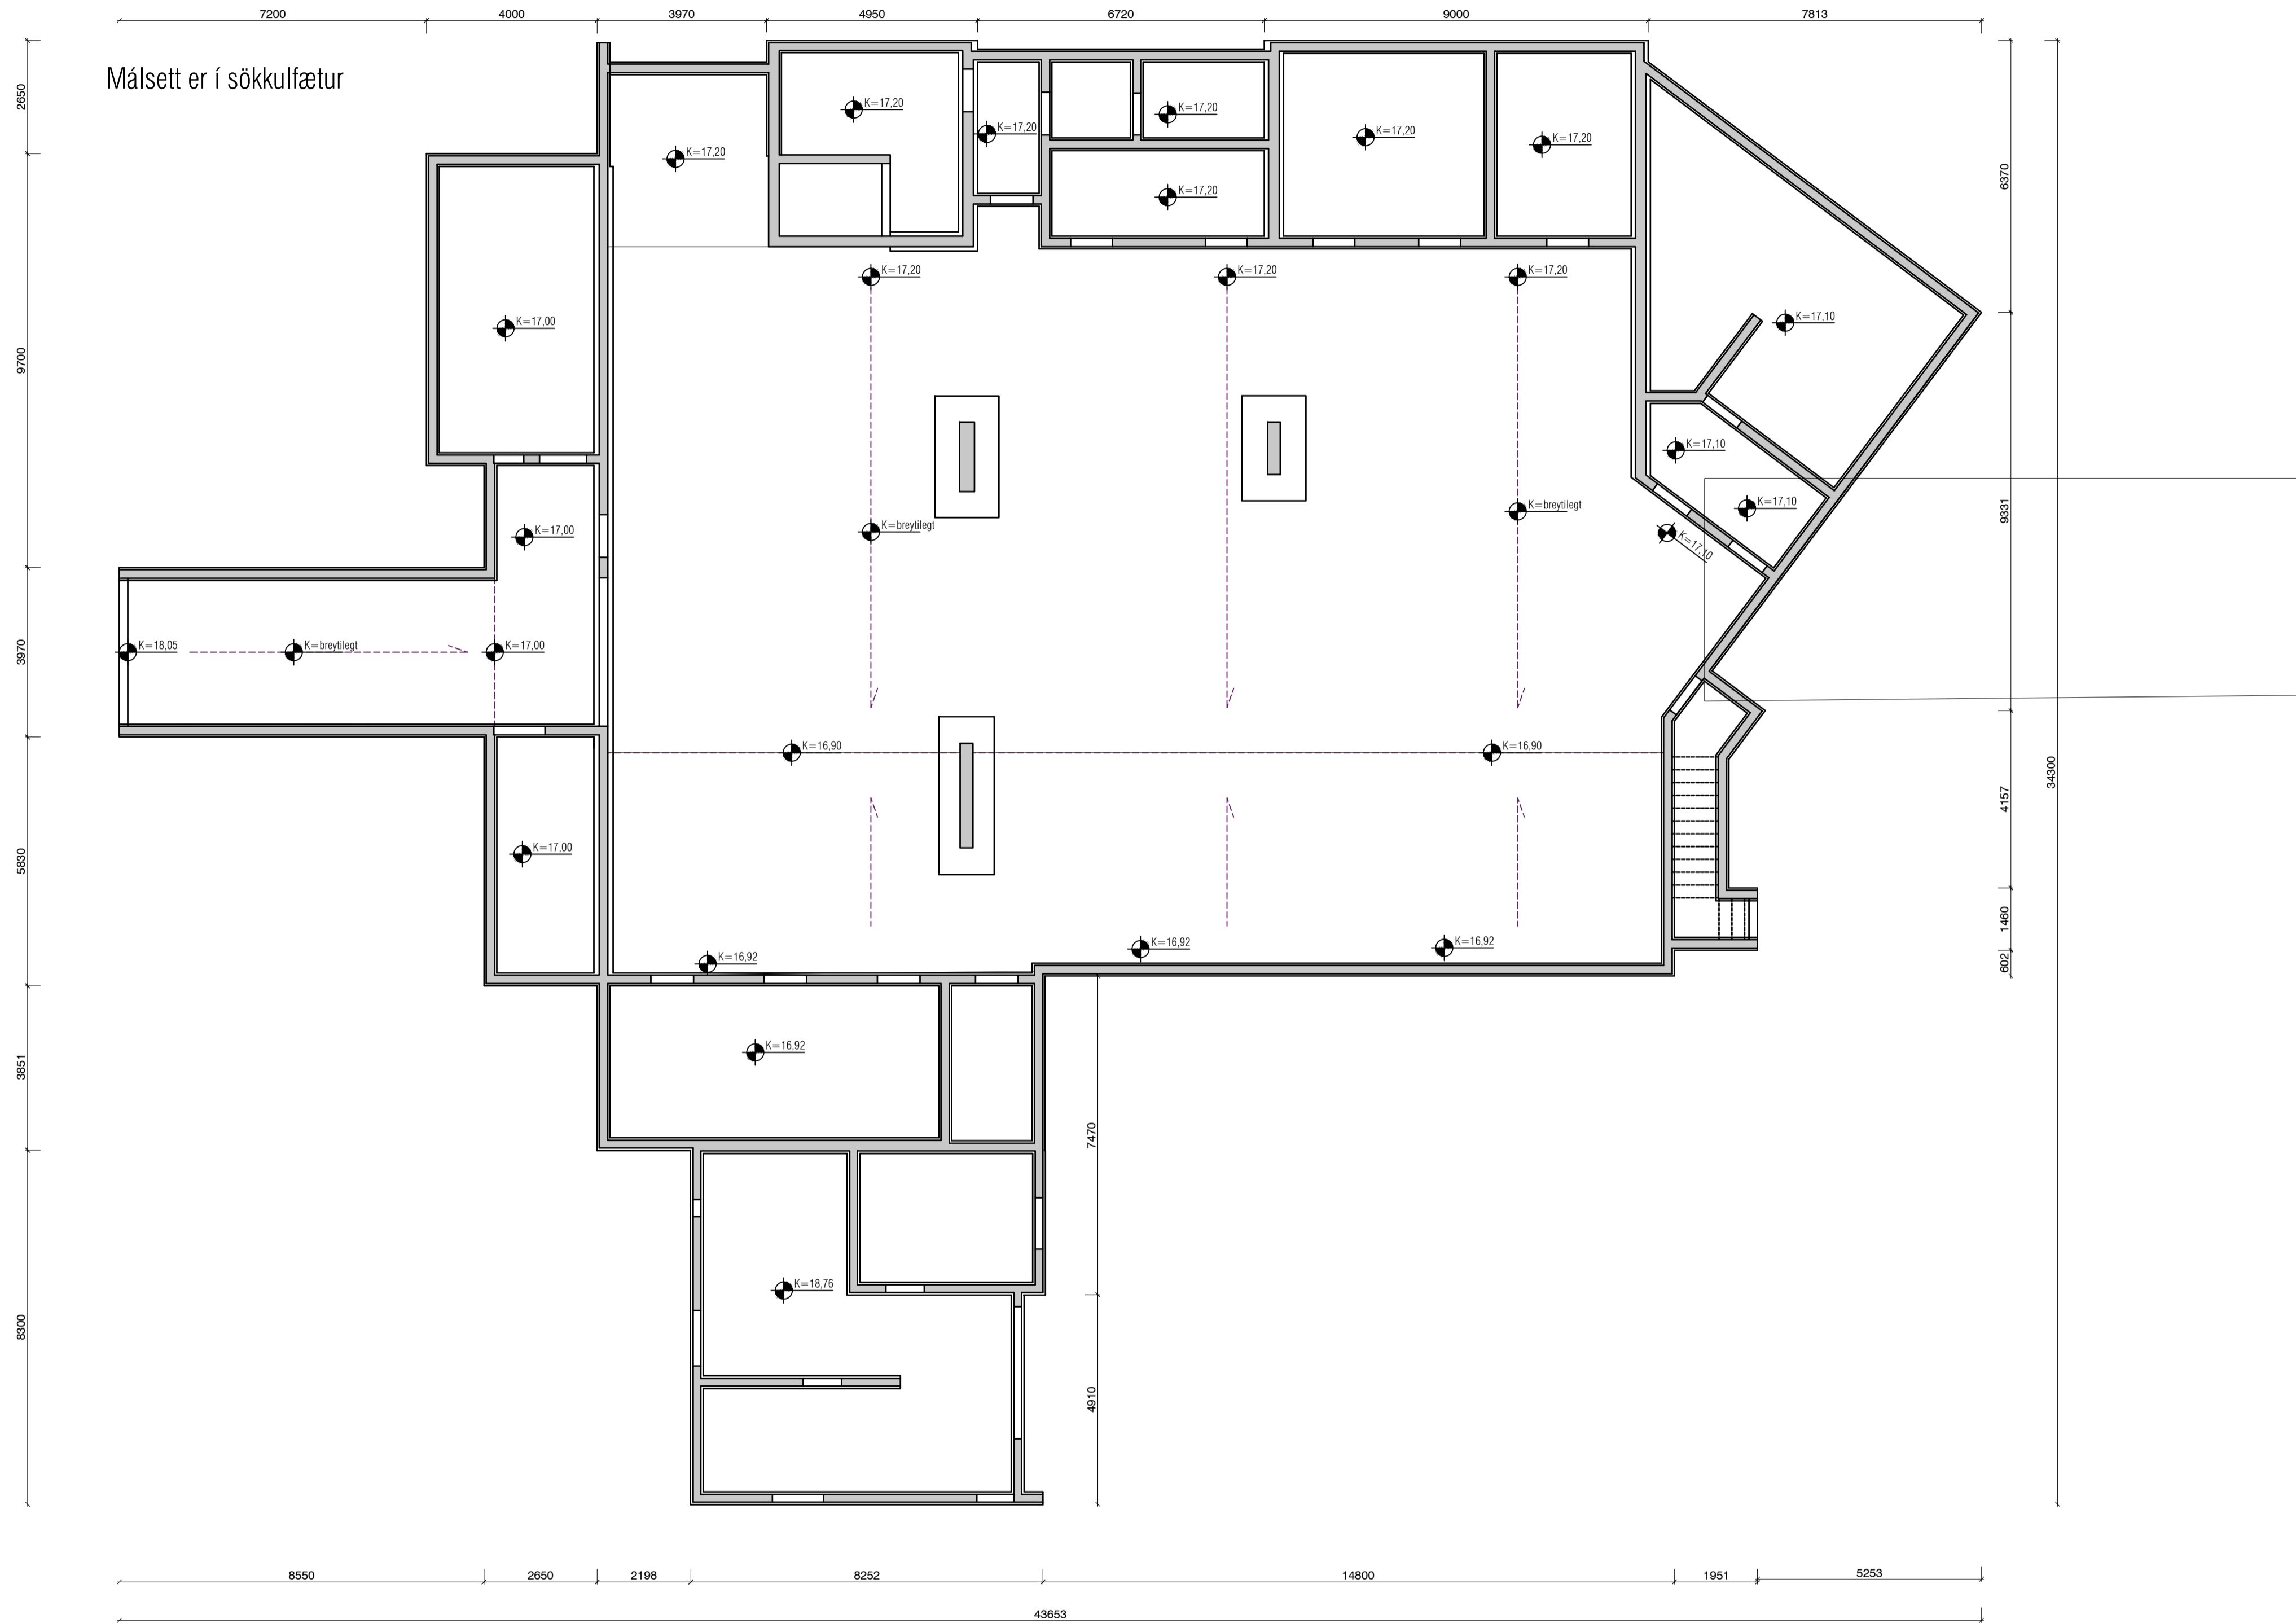 7200 4000 3970 4950 6720 9000 7813
Málsett er í sökkulfætur
2650
K=17,20
K=17,20
K=17,20
K=17,20
K=17,20
K=17,20
K=17,20
6370
K=17,20
K=17,20
K=17,20
K=17,00
K=17,10
9700
K=17,10
K=17,10
K=breytilegt
K=breytilegt
9331
K=17,00
K=17,10
K=18,05
K=breytilegt
K=17,00
3970
K=16,90
K=16,90
34300
4157
K=17,00
5830
1460
K=16,92
K=16,92
K=16,92
602
K=16,92
3851
7470
K=18,76
8300
4910
8550 2650 2198 8252 14800 1951 5253
43653